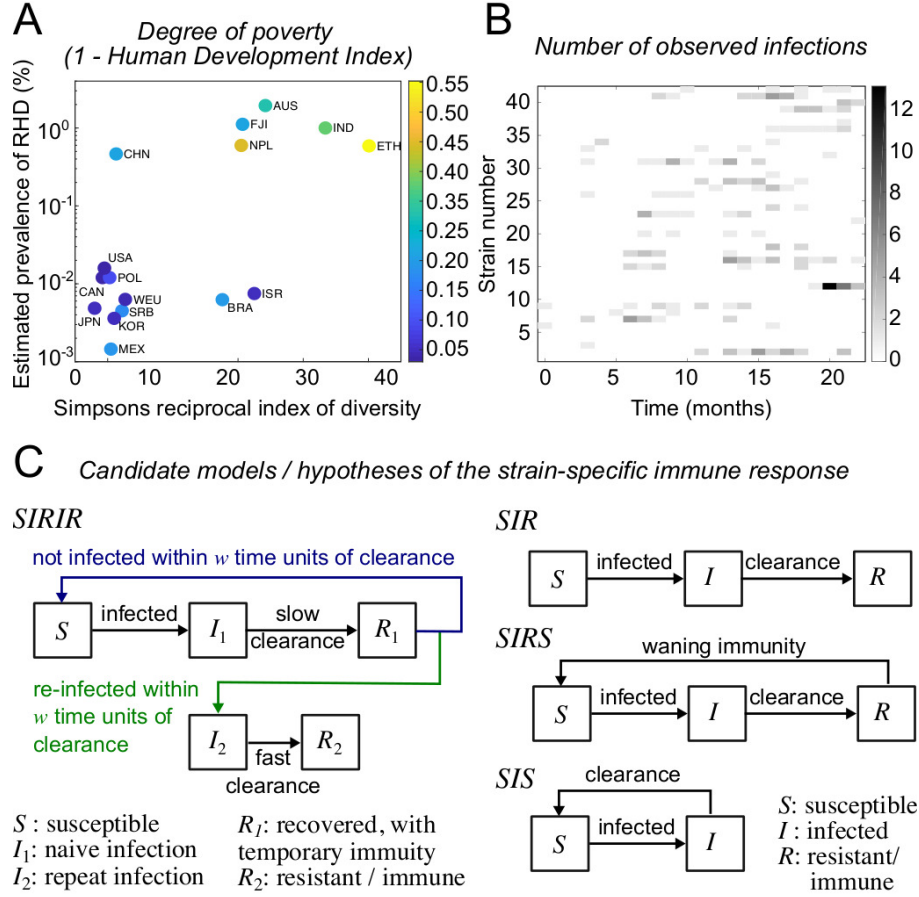 A
Degree of poverty
(1 - Human Development Index)
Estimated prevalence of RHD (%)
10^0
10^-1
10^-2
10^-3
AUS
FJI
IND
NPL
ETH
CHN
USA
POL
CAN
WEU
SRB
JPN
KOR
MEX
BRA
ISR
0 10 20 30 40
Simpsons reciprocal index of diversity
0.55
0.50
0.45
0.40
0.35
0.30
0.25
0.20
0.15
0.10
0.05
B
Number of observed infections
Strain number
40
35
30
25
20
15
10
5
0 5 10 15 20
Time (months)
12
10
8
6
4
2
0
C
Candidate models / hypotheses of the strain-specific immune response
SIRIR
not infected within w time units of clearance
S
infected
I1
slow
clearance
R1
re-infected within
w time units of
clearance
I2
fast
clearance
R2
S : susceptible
I1: naive infection
I2: repeat infection
R1: recovered, with
temporary immuity
R2: resistant / immune
SIR
S
infected
I
clearance
R
SIRS
waning immunity
S
infected
I
clearance
R
SIS
clearance
S
infected
I
S: susceptible
I : infected
R: resistant/
immune